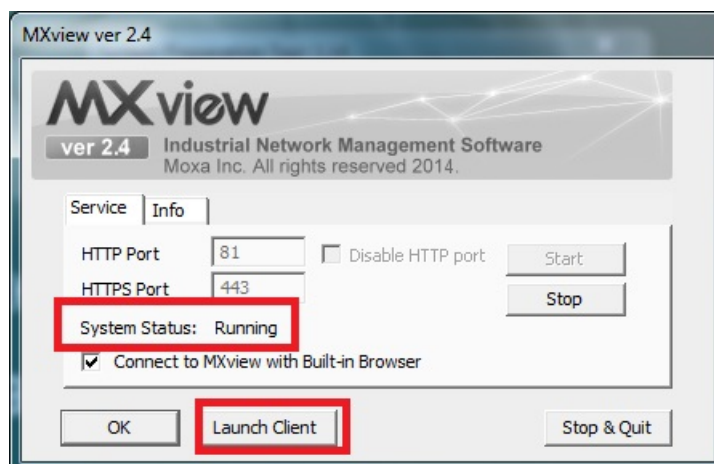 MXview ver 2.4
MXview
ver 2.4 Industrial Network Management Software
Moxa Inc. All rights reserved 2014.
Service Info
HTTP Port 81 Disable HTTP port Start
HTTPS Port 443 Stop
System Status: Running
Connect to MXview with Built-in Browser
OK Launch Client Stop & Quit